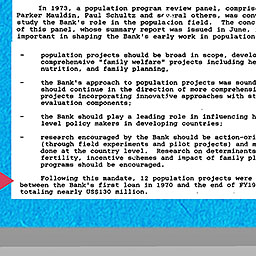 In 1973, a population program review panel, compris
Parker Mauldin, Paul Schultz and several others, was con
study the Bank's role in the population field. The conc
of this panel, whose summary report was issued in June,
important in shaping the Bank's early work in population
- population projects should be broad in scope, develo
comprehensive "family welfare" projects including he
nutrition, and family planning,
- the Bank's approach to population projects was sound
should continue in the direction of more comprehensi
projects incorporating innovative approaches with st
evaluation components;
- the Bank should play a leading role in influencing h
level policy makers in developing countries;
- research encouraged by the Bank should be action-ori
(through field experiments and pilot projects) and m
done at the country level. Research on determinants
fertility, incentive schemes and impact of family pl
programs should be encouraged.
Following this mandate, 12 population projects were
between the Bank's first loan in 1970 and the end of FY19
totaling nearly US$130 million.